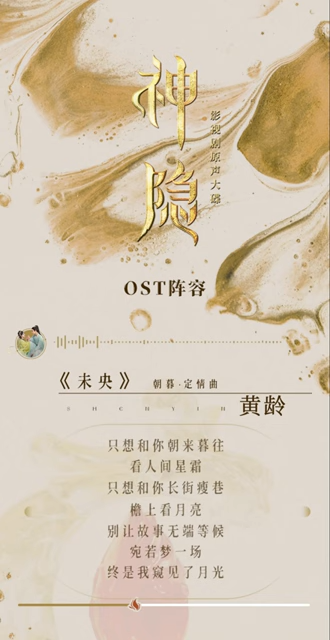 神隐
影视剧原声大碟
OST阵容
《未央》 朝暮·定情曲
SHENYIN 黄龄
只想和你朝来暮往
看人间星霜
只想和你长街瘦巷
檐上看月亮
别让故事无端等候
宛若梦一场
终是我窥见了月光